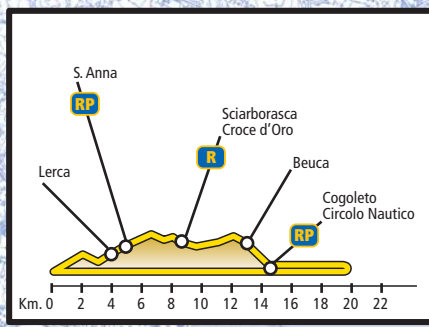 S. Anna
RP
Sciarborasca
Croce d'Oro
R
Lerca
Beuca
Cogoleto
Circolo Nautico
RP
Km. 0 2 4 6 8 10 12 14 16 18 20 22